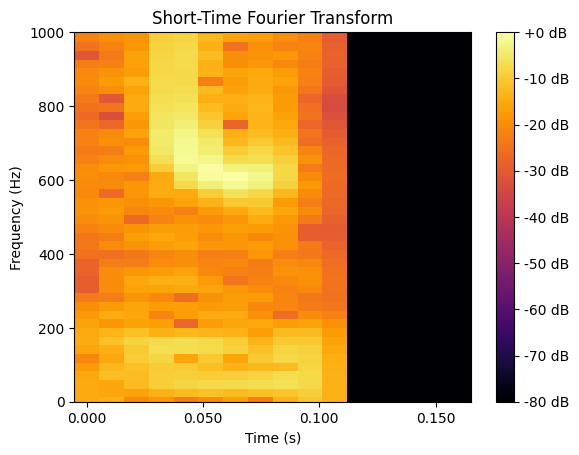 Short-Time Fourier Transform
Frequency (Hz)
1000
800
600
400
200
0
0.000
0.050
0.100
0.150
Time (s)
+0 dB
-10 dB
-20 dB
-30 dB
-40 dB
-50 dB
-60 dB
-70 dB
-80 dB